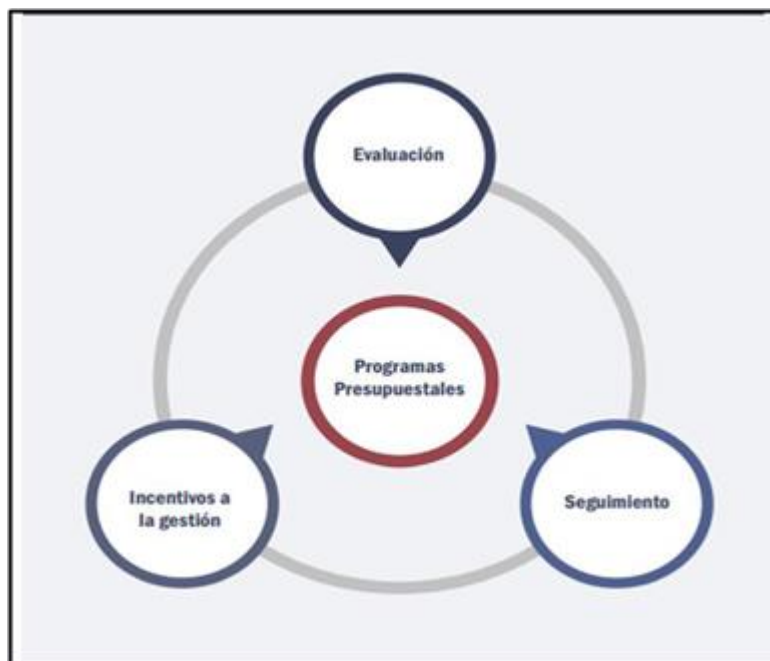 Evaluación
Programas
Presupuestales
Incentivos a
la gestión
Seguimiento